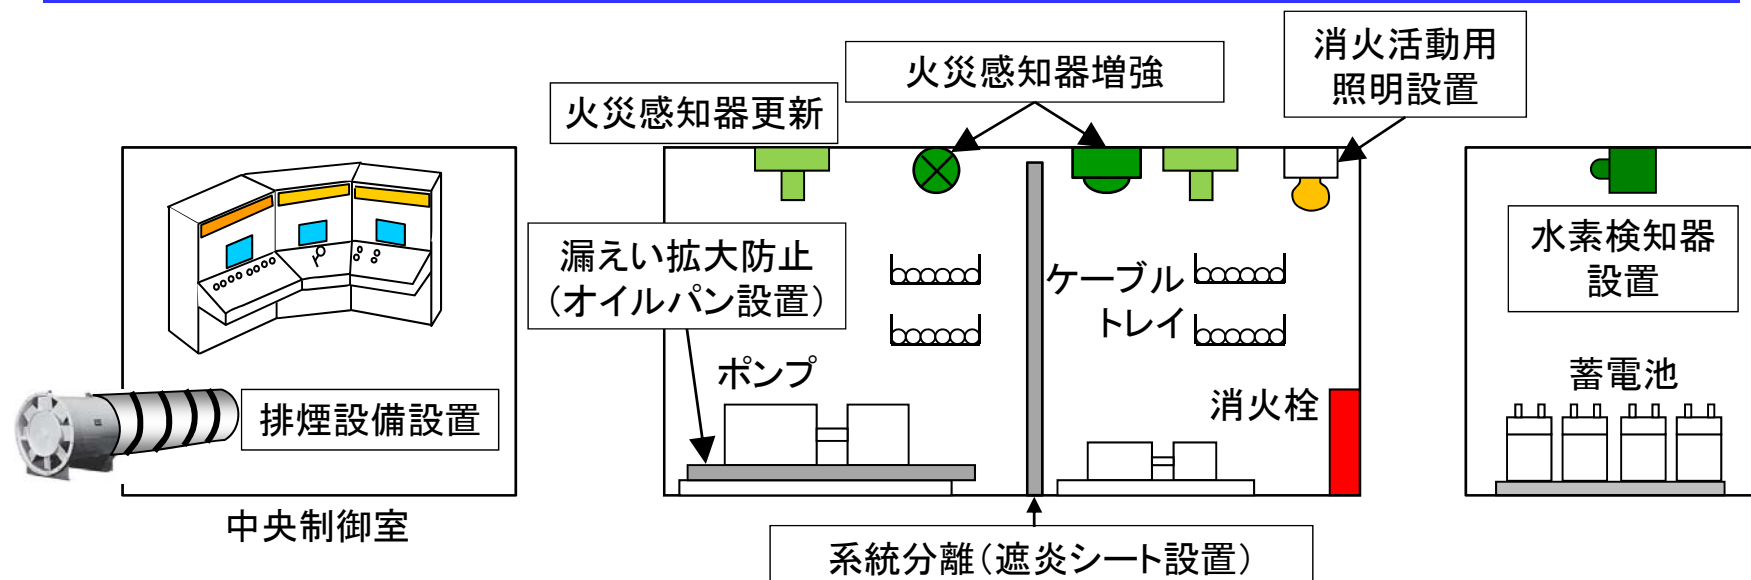 消火活動用
照明設置
火災感知器増強
火災感知器更新
漏えい拡大防止
（オイルパン設置）
ケーブル
トレイ
水素検知器
設置
ポンプ
消火栓
蓄電池
排煙設備設置
中央制御室
系統分離（遮炎シート設置）